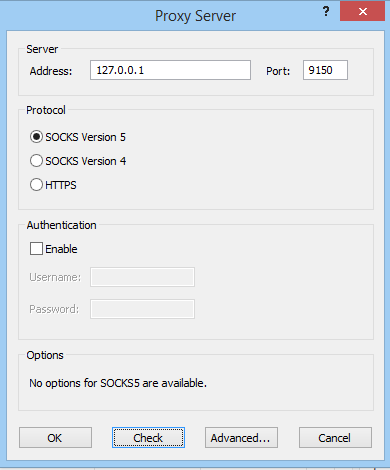 Proxy Server
?
Server
Address: 127.0.0.1 Port: 9150
Protocol
SOCKS Version 5
SOCKS Version 4
HTTPS
Authentication
Enable
Username:
Password:
Options
No options for SOCKS5 are available.
OK Check Advanced... Cancel